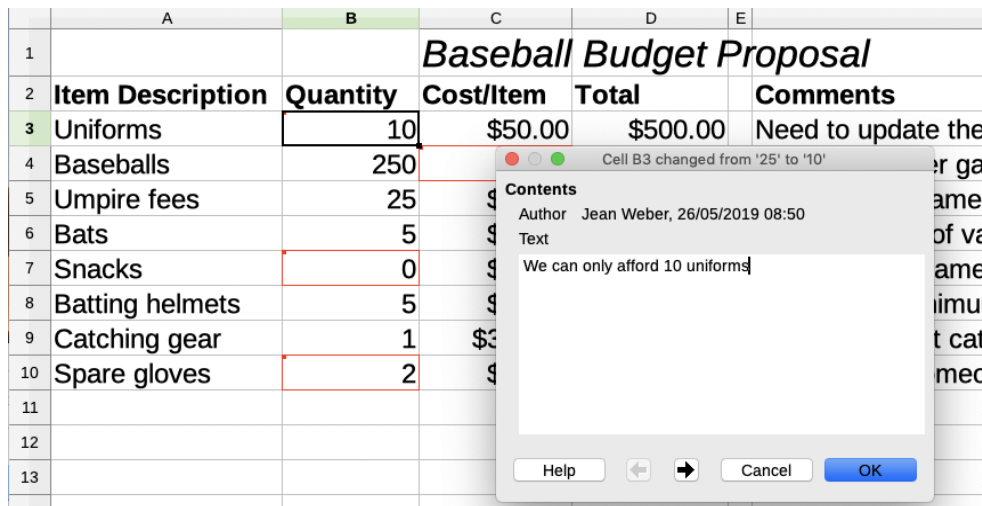 A B C D E
1 Baseball Budget Proposal
2 Item Description Quantity Cost/Item Total Comments
3 Uniforms 10 $50.00 $500.00 Need to update the
4 Baseballs 250
5 Umpire fees 25 $
6 Bats 5 $
7 Snacks 0 $
8 Batting helmets 5 $
9 Catching gear 1
10 Spare gloves 2 $
11
12
13
Cell B3 changed from '25' to '10'
Contents
Author Jean Weber, 26/05/2019 08:50
Text
We can only afford 10 uniforms
Help Cancel OK